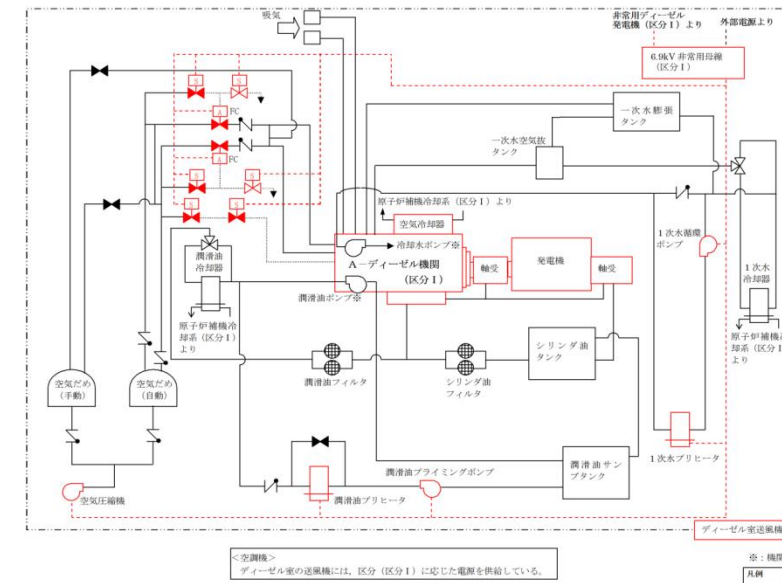 吸気
非常用ディーゼル
発電機(区分Ⅰ)より
外部電源より
6.9kV 非常用母線
(区分Ⅰ)
S
S
A
FC
A
FC
S
S
S
S
一次水膨張
タンク
一次水空気抜
タンク
原子炉補機冷却系(区分Ⅰ)より
空気冷却器
冷却水ポンプ※
A-ディーゼル機関
(区分Ⅰ)
軸受
発電機
軸受
1次水循環
ポンプ
1次水
冷却器
潤滑油
冷却器
潤滑油ポンプ※
原子炉補機冷
却系(区分Ⅰ)
より
原子炉補機
却系(区分Ⅰ
より
シリンダ油
タンク
潤滑油フィルタ
シリンダ油
フィルタ
空気だめ
(手動)
空気だめ
(自動)
潤滑油プライミングポンプ
潤滑油サン
プタンク
1次水プリヒータ
空気圧縮機
潤滑油プリヒータ
ディーゼル室送風機
<空調機>
ディーゼル室の送風機には、区分(区分Ⅰ)に応じた電源を供給している。
※:機関
凡例